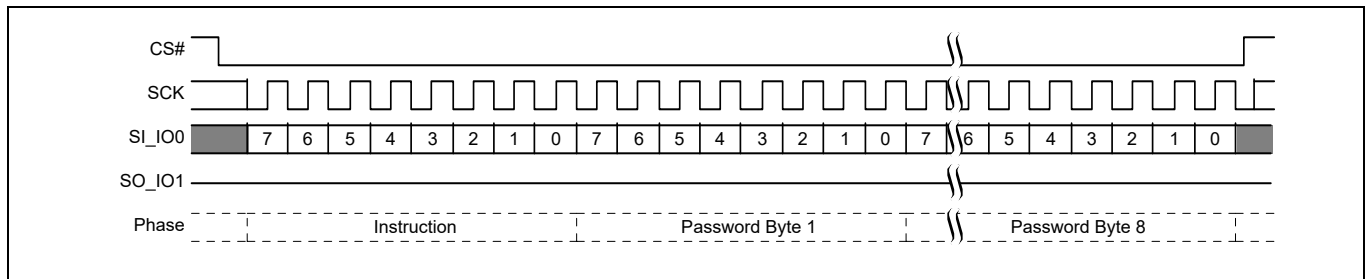 CS#
SCK
SI_IO0 7 6 5 4 3 2 1 0 7 6 5 4 3 2 1 0 7 6 5 4 3 2 1 0
SO_IO1
Phase Instruction Password Byte 1 Password Byte 8